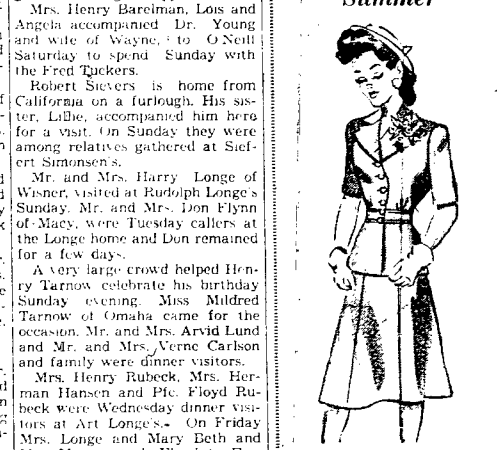 Mrs. Henry Barelman, Lois and
Angela accompanied Dr. Young
and wife of Wayne, to O'Neill
Saturday to spend Sunday with
the Fred Tuckers.
Robert Sievers is home from
California on a furlough. His sis-
ter, Lillie, accompanied him here
for a visit. On Sunday they were
among relatives gathered at Sief-
ert Simonsen's.
Mr. and Mrs. Harry Longe of
Wisner, visited at Rudolph Longe's
Sunday. Mr. and Mrs. Don Flynn
of Macy, were Tuesday callers at
the Longe home and Don remained
for a few days.
A very large crowd helped Hen-
ry Tarnow celebrate his birthday
Sunday evening. Miss Mildred
Tarnow of Omaha came for the
occasion. Mr. and Mrs. Arvid Lund
and Mr. and Mrs. Verne Carlson
and family were dinner visitors.
Mrs. Henry Rubeck, Mrs. Her-
man Hansen and Pfc. Floyd Ru-
beck were Wednesday dinner visi-
tors at Art Longe's. On Friday
Mrs. Longe and Mary Beth and
Summer